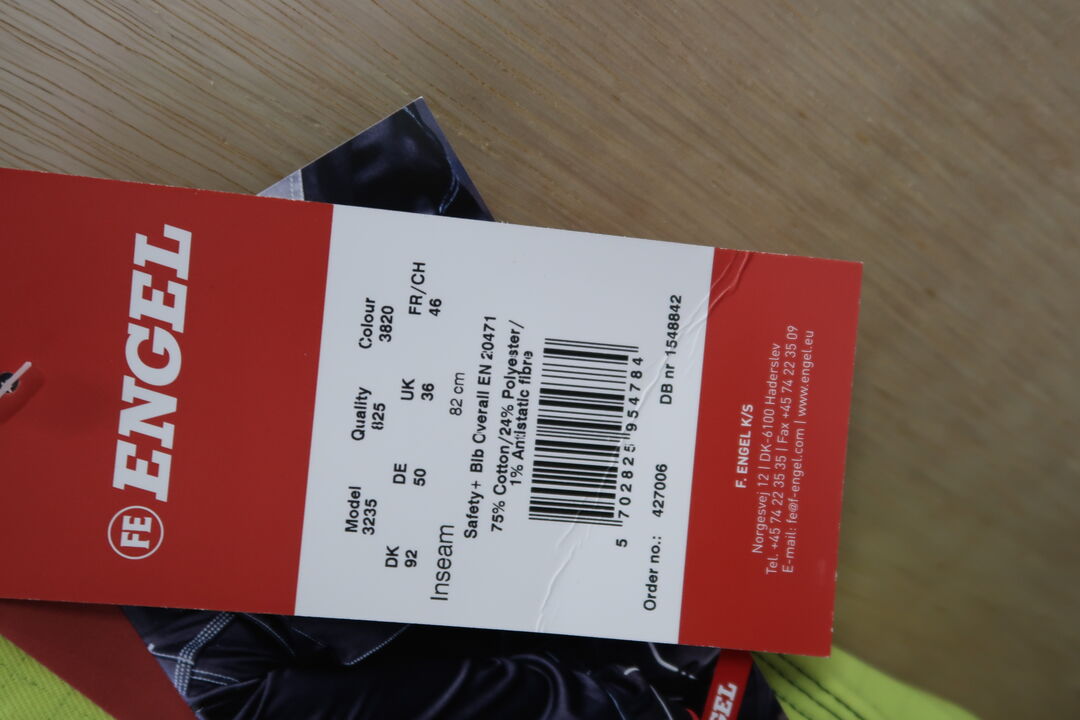 FE ENGEL
Model Quality Colour
3235 825 3820
DK DE UK FR/CH
92 50 36 46
Inseam 82 cm
Safety+ Bib Overall EN 20471
75% Cotton/24% Polyester/
1% Antistatic fibre
5 702825 954784
Order no.: 427006 DB nr 1548842
F. ENGEL K/S
Norgesvej 12 | DK-6100 Haderslev
Tel. +45 74 22 35 35 | Fax +45 74 22 35 09
E-mail: fe@f-engel.com | www.engel.eu
GEL